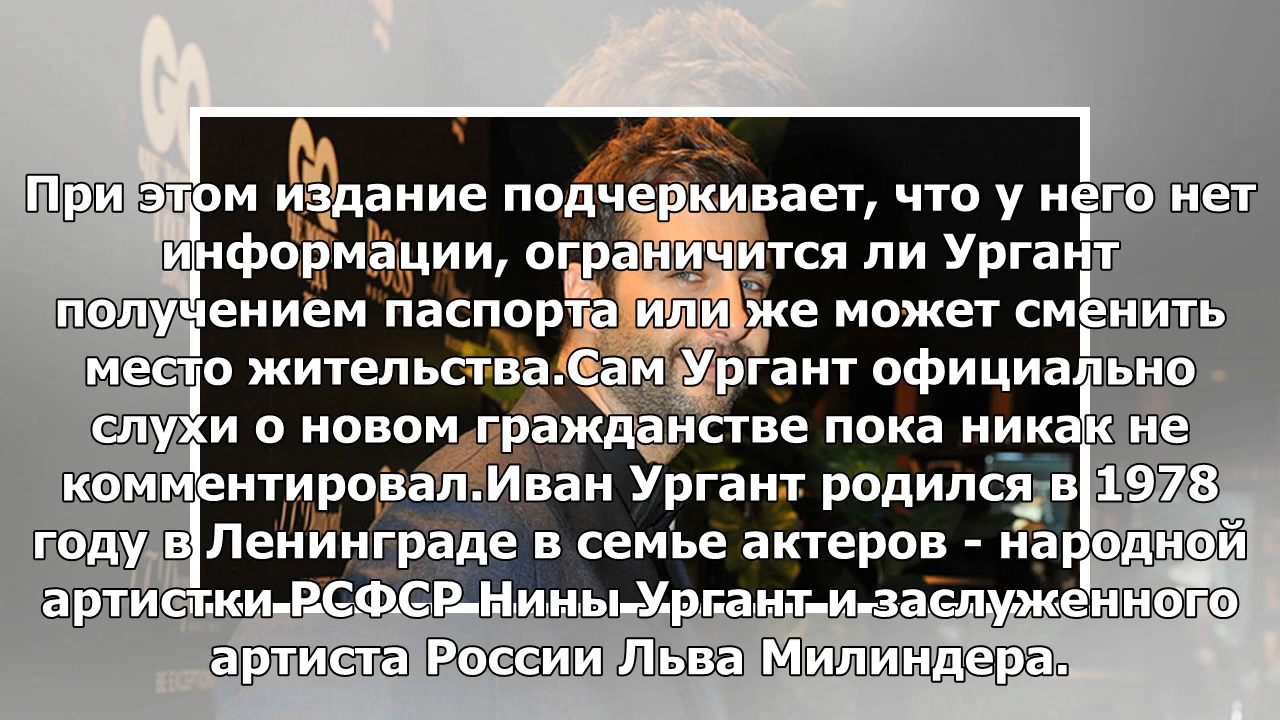 При этом издание подчеркивает, что у него нет
информации, ограничится ли Ургант
получением паспорта или же может сменить
место жительства.Сам Ургант официально
слухи о новом гражданстве пока никак не
комментировал.Иван Ургант родился в 1978
году в Ленинграде в семье актеров - народной
артистки РСФСР Нины Ургант и заслуженного
артиста России Льва Милиндера.
GQ
GQ